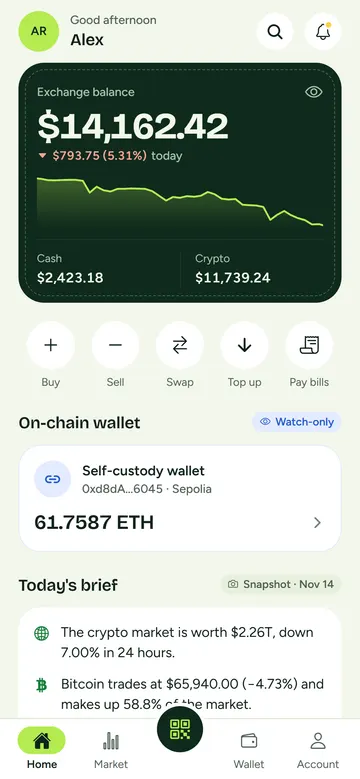 AR
Good afternoon
Alex
Exchange balance
$14,162.42
$793.75 (5.31%) today
Cash
Crypto
$2,423.18
$11,739.24
Buy
Sell
Swap
Top up
Pay bills
On-chain wallet
Watch-only
Self-custody wallet
0xd8dA...6045 · Sepolia
61.7587 ETH
Today's brief
Snapshot · Nov 14
The crypto market is worth $2.26T, down
7.00% in 24 hours.
Bitcoin trades at $65,940.00 (−4.73%) and
makes up 58.8% of the market.
Home
Market
Wallet
Account